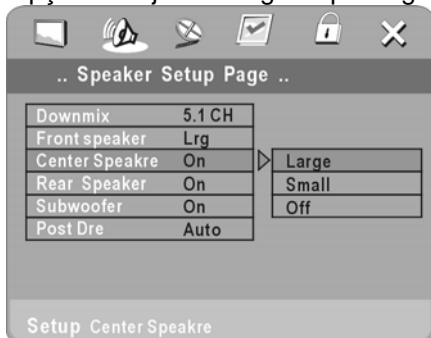 .. Speaker Setup Page ..
Downmix 5.1 CH
Front speaker Lrg
Center Speakre On Large
Rear Speaker On Small
Subwoofer On Off
Post Dre Auto
Setup Center Speakre